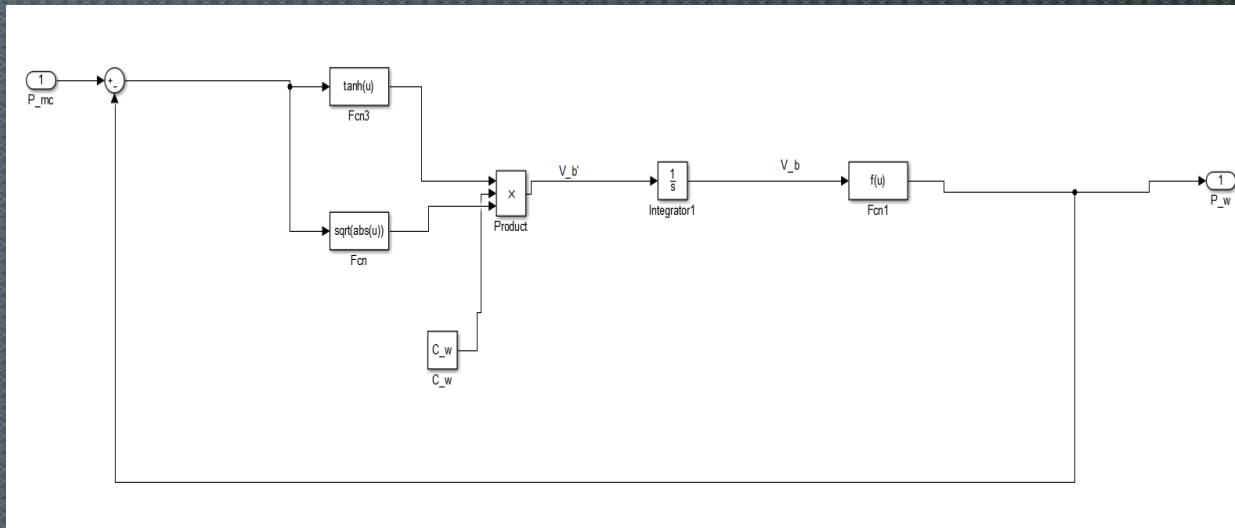 1
P_mc
+
-
tanh(u)
Fcn3
sqrt(abs(u))
Fcn
C_w
C_w
×
Product
V_b'
1
s
Integrator1
V_b
f(u)
Fcn1
1
P_w